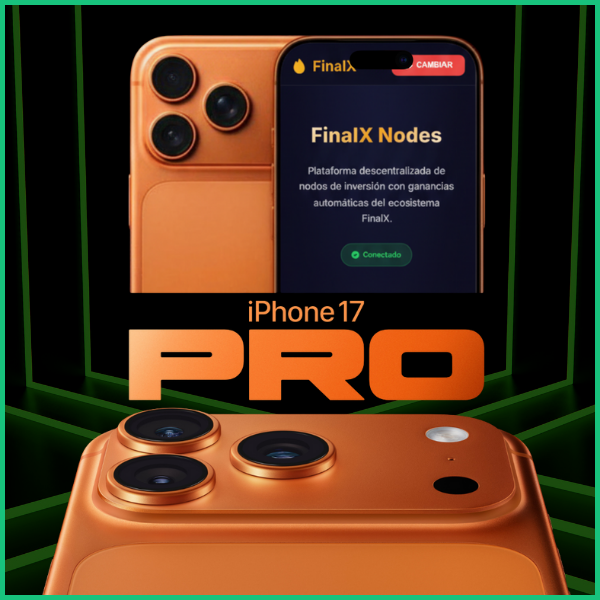 FinalX
CAMBIAR
FinalX Nodes
Plataforma descentralizada de
nodos de inversión con ganancias
automáticas del ecosistema
FinalX.
Conectado
iPhone 17
PRO